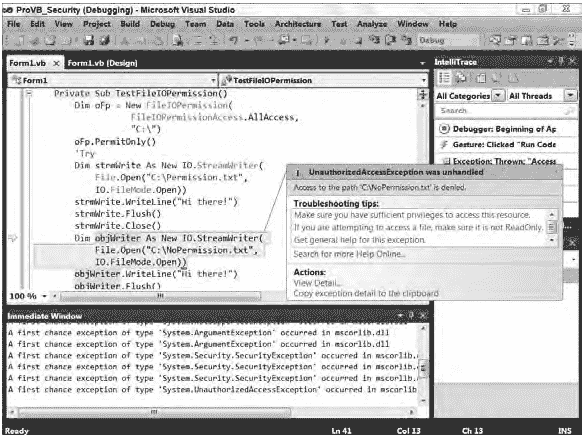 ProVB_Security (Debugging) - Microsoft Visual Studio
File Edit View Project Build Debug Team Data Tools Architecture Test Analyze Window Help
Debug
Form1.vb × Form1.vb (Design)
Form1 TestFileIOPermission
Private Sub TestFileIOPermission()
Dim oFp = New FileIOPermission(
FileIOPermissionAccess.AllAccess,
"C:\")
oFp.PermitOnly()
'Try
Dim strmWrite As New IO.StreamWriter(
File.Open("C:\Permission.txt",
IO.FileMode.Open))
strmWrite.WriteLine("Hi there!")
strmWrite.Flush()
strmWrite.Close()
Dim objWriter As New IO.StreamWriter(
File.Open("C:\NoPermission.txt",
IO.FileMode.Open))
objWriter.WriteLine("Hi there!")
objWriter.Flush()
100 %
IntelliTrace
All Categories All Threads
Search
Debugger: Beginning of Ap
Gesture: Clicked "Run Code
Exception: Thrown: "Access
UnauthorizedAccessException was unhandled
Access to the path 'C:\NoPermission.txt' is denied.
Troubleshooting tips:
Make sure you have sufficient privileges to access this resource.
If you are attempting to access a file, make sure it is not ReadOnly.
Get general help for this exception.
Search for more Help Online...
Actions:
View Detail...
Copy exception detail to the clipboard
Immediate Window
A first chance exception of type 'System.ArgumentException' occurred in mscorlib.dll
A first chance exception of type 'System.ArgumentException' occurred in mscorlib.dll
A first chance exception of type 'System.Security.SecurityException' occurred in mscorlib.
A first chance exception of type 'System.Security.SecurityException' occurred in mscorlib.
A first chance exception of type 'System.Security.SecurityException' occurred in mscorlib.
A first chance exception of type 'System.UnauthorizedAccessException' occurred in mscorlib
Ready Ln 41 Col 13 Ch 13 INS